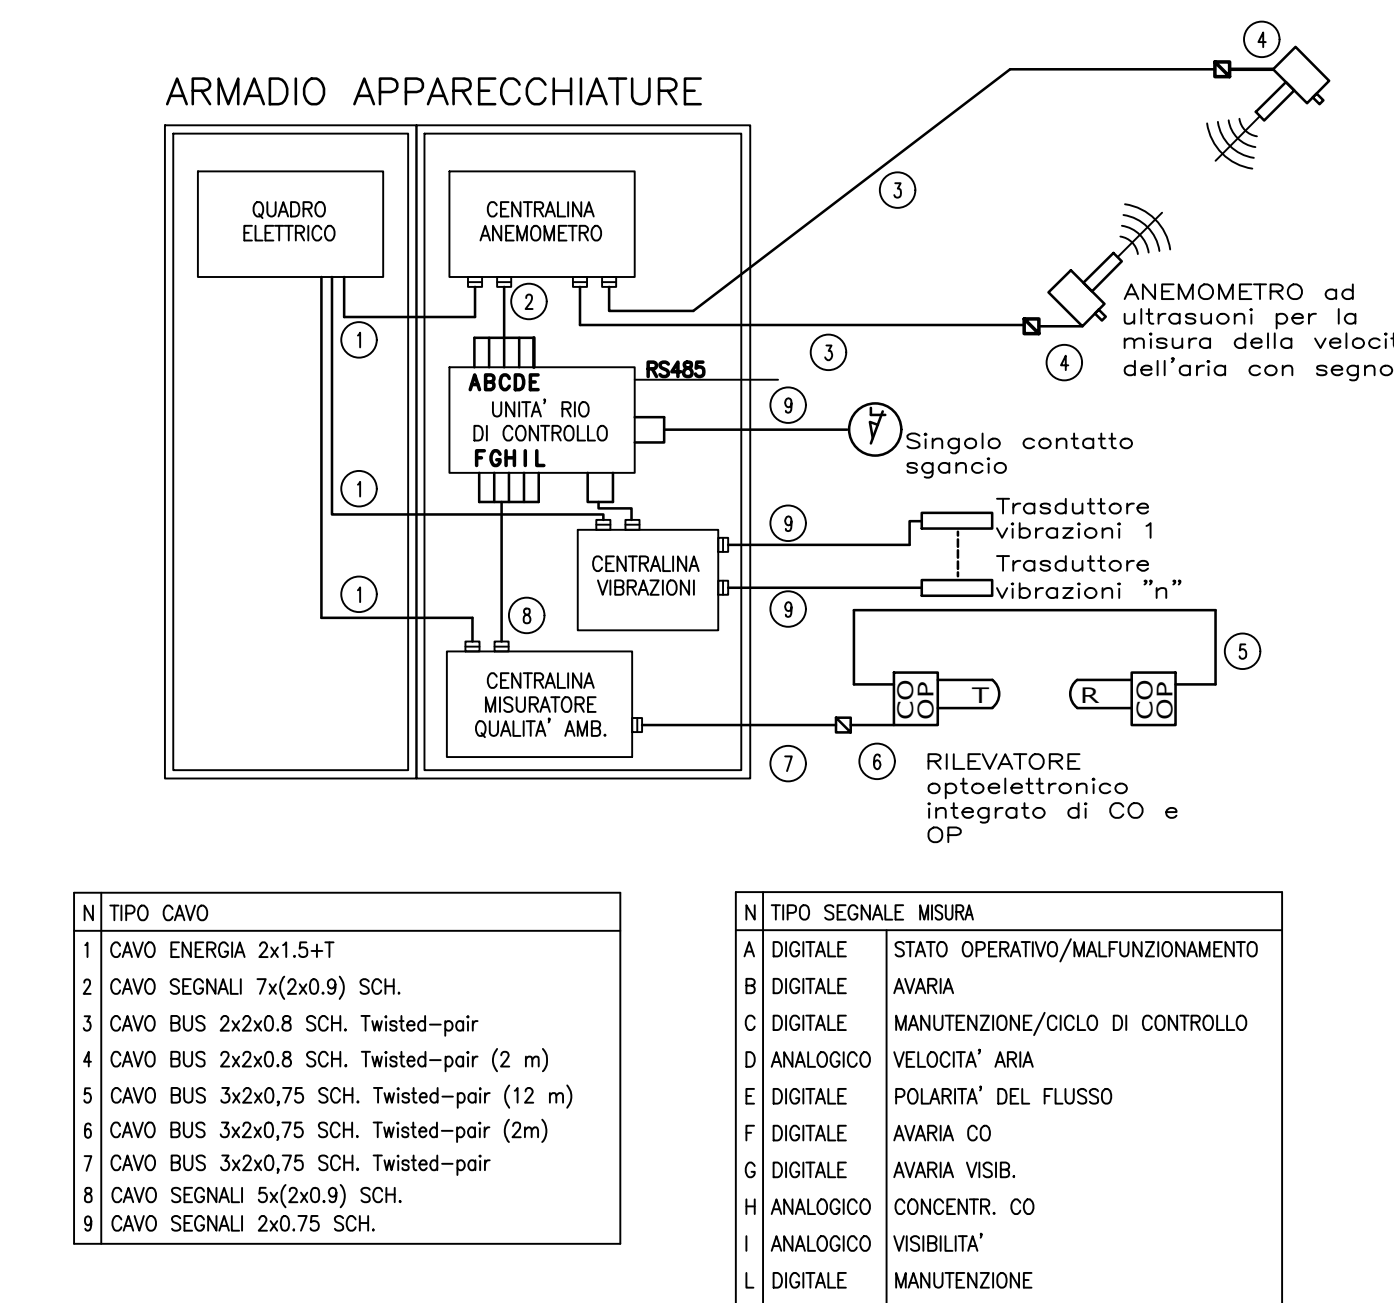 4
ARMADIO APPARECCHIATURE
3
QUADRO
ELETTRICO
CENTRALINA
ANEMOMETRO
2
1
ANEMOMETRO ad
ultrasuoni per la
misura della velocit
dell'aria con segno
3
4
RS485
ABCDE
UNITA' RIO
DI CONTROLLO
FGHIL
9
Singolo contatto
sgancio
1
9
Trasduttore
vibrazioni 1
Trasduttore
vibrazioni "n"
CENTRALINA
VIBRAZIONI
1
8
9
5
CENTRALINA
MISURATORE
QUALITA' AMB.
CO
OP
T
R
CO
OP
7
6
RILEVATORE
optoelettronico
integrato di CO e
OP
N TIPO CAVO
1 CAVO ENERGIA 2x1.5+T
2 CAVO SEGNALI 7x(2x0.9) SCH.
3 CAVO BUS 2x2x0.8 SCH. Twisted-pair
4 CAVO BUS 2x2x0.8 SCH. Twisted-pair (2 m)
5 CAVO BUS 3x2x0,75 SCH. Twisted-pair (12 m)
6 CAVO BUS 3x2x0,75 SCH. Twisted-pair (2m)
7 CAVO BUS 3x2x0,75 SCH. Twisted-pair
8 CAVO SEGNALI 5x(2x0.9) SCH.
9 CAVO SEGNALI 2x0.75 SCH.
N TIPO SEGNALE MISURA
A DIGITALE STATO OPERATIVO/MALFUNZIONAMENTO
B DIGITALE AVARIA
C DIGITALE MANUTENZIONE/CICLO DI CONTROLLO
D ANALOGICO VELOCITA' ARIA
E DIGITALE POLARITA' DEL FLUSSO
F DIGITALE AVARIA CO
G DIGITALE AVARIA VISIB.
H ANALOGICO CONCENTR. CO
I ANALOGICO VISIBILITA'
L DIGITALE MANUTENZIONE